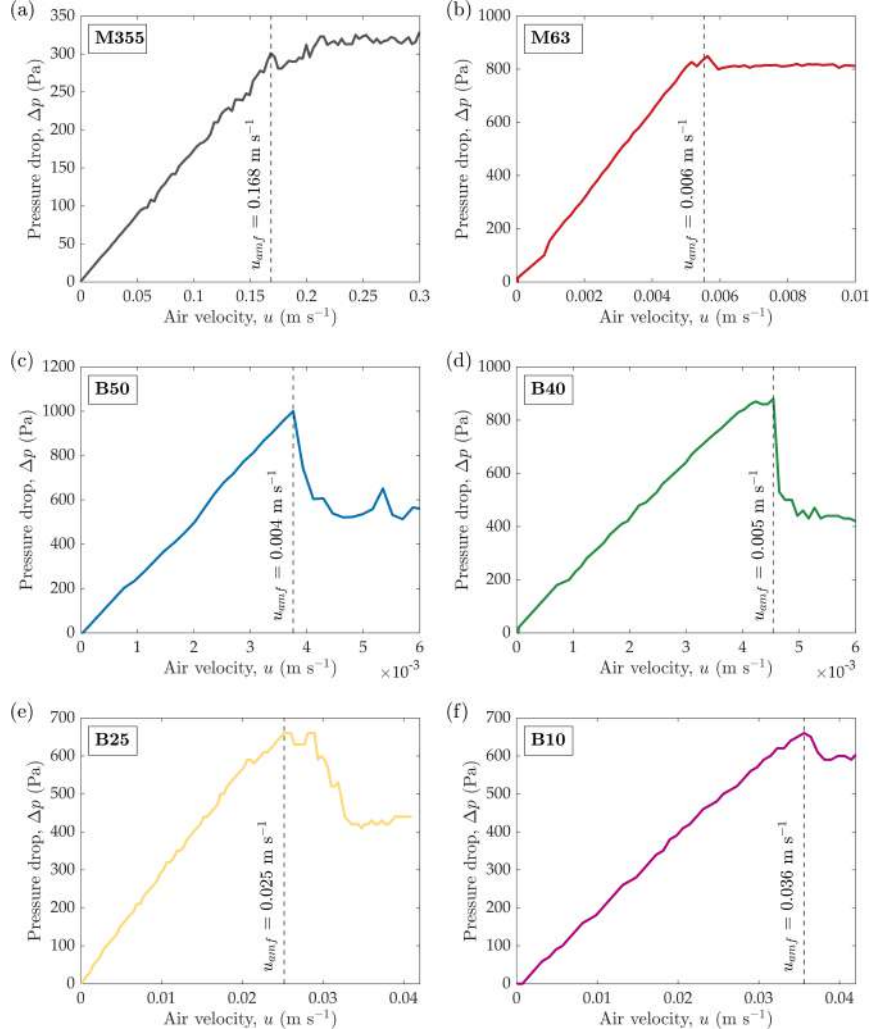 (a)
M355
350
300
250
200
150
100
50
0
Pressure drop, Δp (Pa)
u_amf = 0.168 m s⁻¹
0 0.05 0.1 0.15 0.2 0.25 0.3
Air velocity, u (m s⁻¹)
(b)
M63
1000
800
600
400
200
0
Pressure drop, Δp (Pa)
u_amf = 0.006 m s⁻¹
0 0.002 0.004 0.006 0.008 0.01
Air velocity, u (m s⁻¹)
(c)
B50
1200
1000
800
600
400
200
0
Pressure drop, Δp (Pa)
u_amf = 0.004 m s⁻¹
0 1 2 3 4 5 6
Air velocity, u (m s⁻¹) ×10⁻³
(d)
B40
1000
800
600
400
200
0
Pressure drop, Δp (Pa)
u_amf = 0.005 m s⁻¹
0 1 2 3 4 5 6
Air velocity, u (m s⁻¹) ×10⁻³
(e)
B25
700
600
500
400
300
200
100
0
Pressure drop, Δp (Pa)
u_amf = 0.025 m s⁻¹
0 0.01 0.02 0.03 0.04
Air velocity, u (m s⁻¹)
(f)
B10
700
600
500
400
300
200
100
0
Pressure drop, Δp (Pa)
u_amf = 0.036 m s⁻¹
0 0.01 0.02 0.03 0.04
Air velocity, u (m s⁻¹)